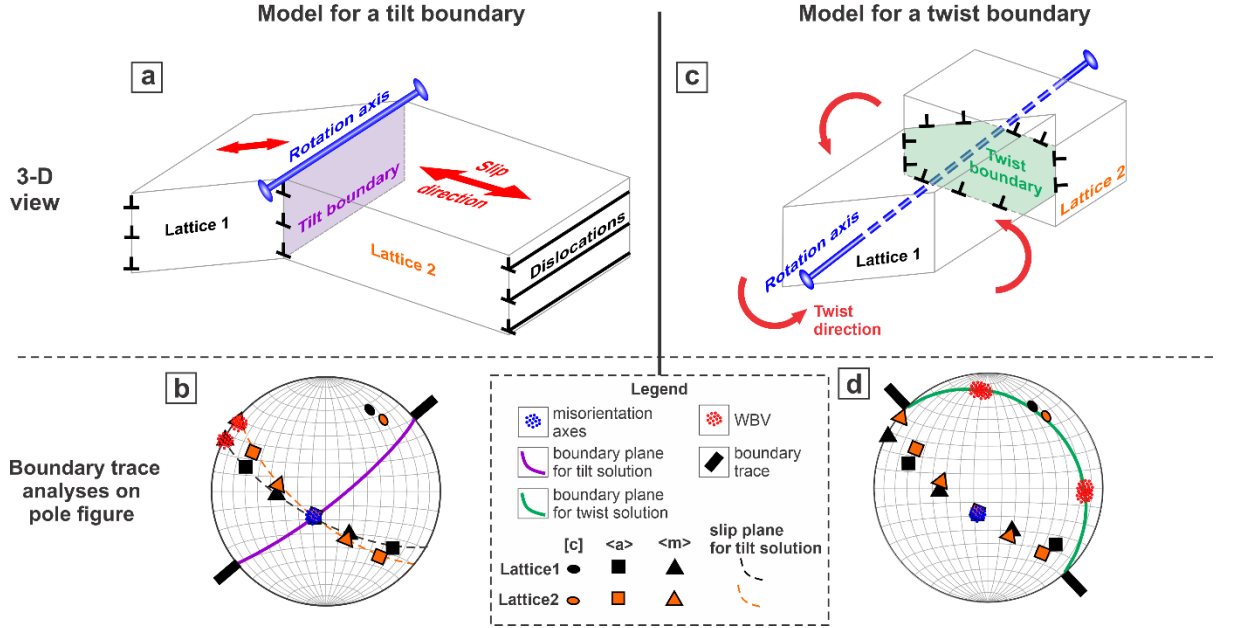 Model for a tilt boundary
Model for a twist boundary
a
c
3-D
view
Rotation axis
Tilt boundary
Slip
direction
Lattice 1
Lattice 2
Dislocations
Rotation axis
Twist
boundary
Lattice 2
Lattice 1
Twist
direction
b
d
Boundary trace
analyses on
pole figure
Legend
misorientation
axes
WBV
boundary plane
for tilt solution
boundary
trace
boundary plane
for twist solution
[c] <a> <m>
slip plane
for tilt solution
Lattice1
Lattice2